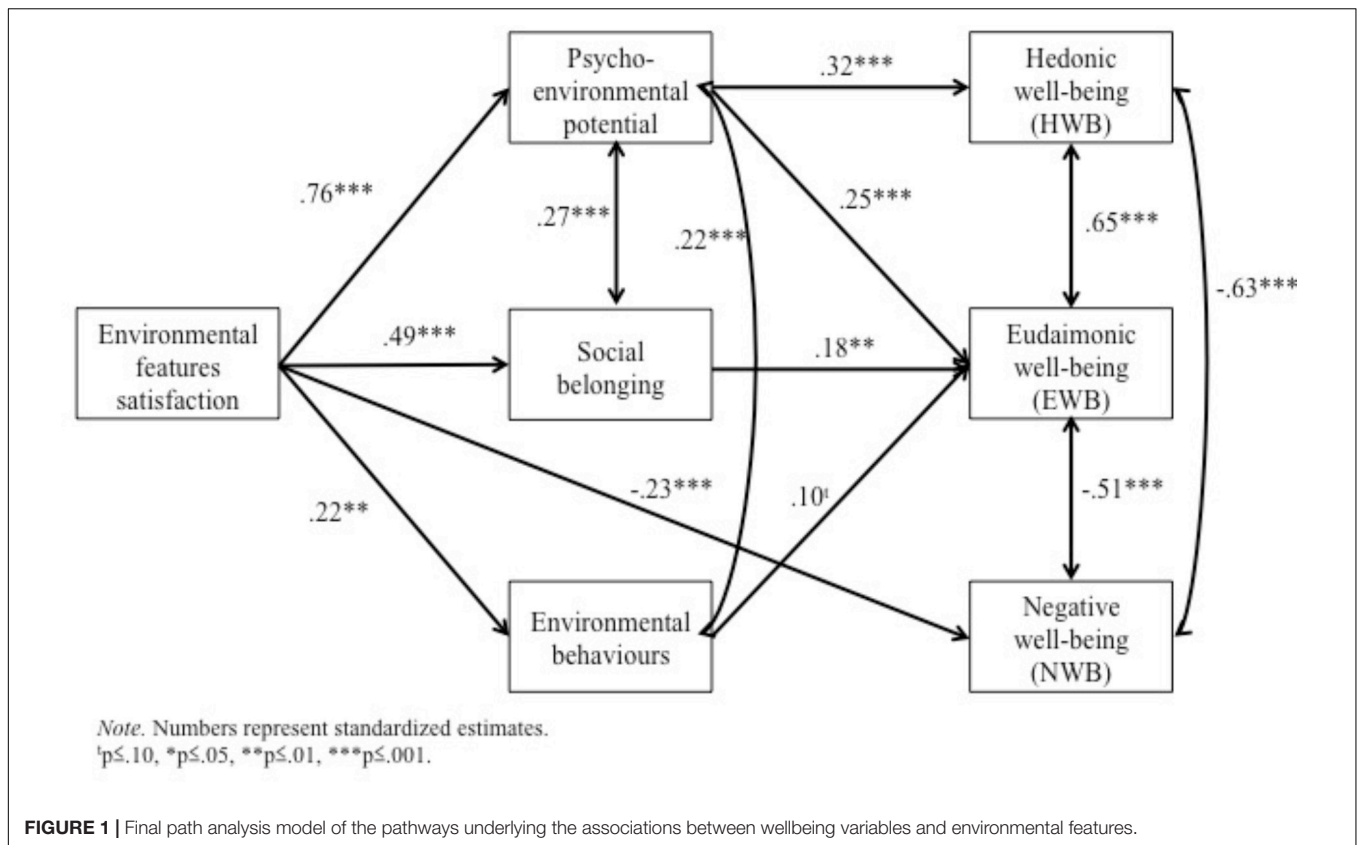 Psycho-
environmental
potential
.32***
Hedonic
well-being
(HWB)
.76***
.25***
.27***
.22***
.65***
-.63***
Environmental
features
satisfaction
.49***
Social
belonging
.18**
Eudaimonic
well-being
(EWB)
.22**
-.23***
.10ᵗ
-.51***
Environmental
behaviours
Negative
well-being
(NWB)
Note. Numbers represent standardized estimates.
ᵗp≤.10, *p≤.05, **p≤.01, ***p≤.001.
FIGURE 1 | Final path analysis model of the pathways underlying the associations between wellbeing variables and environmental features.